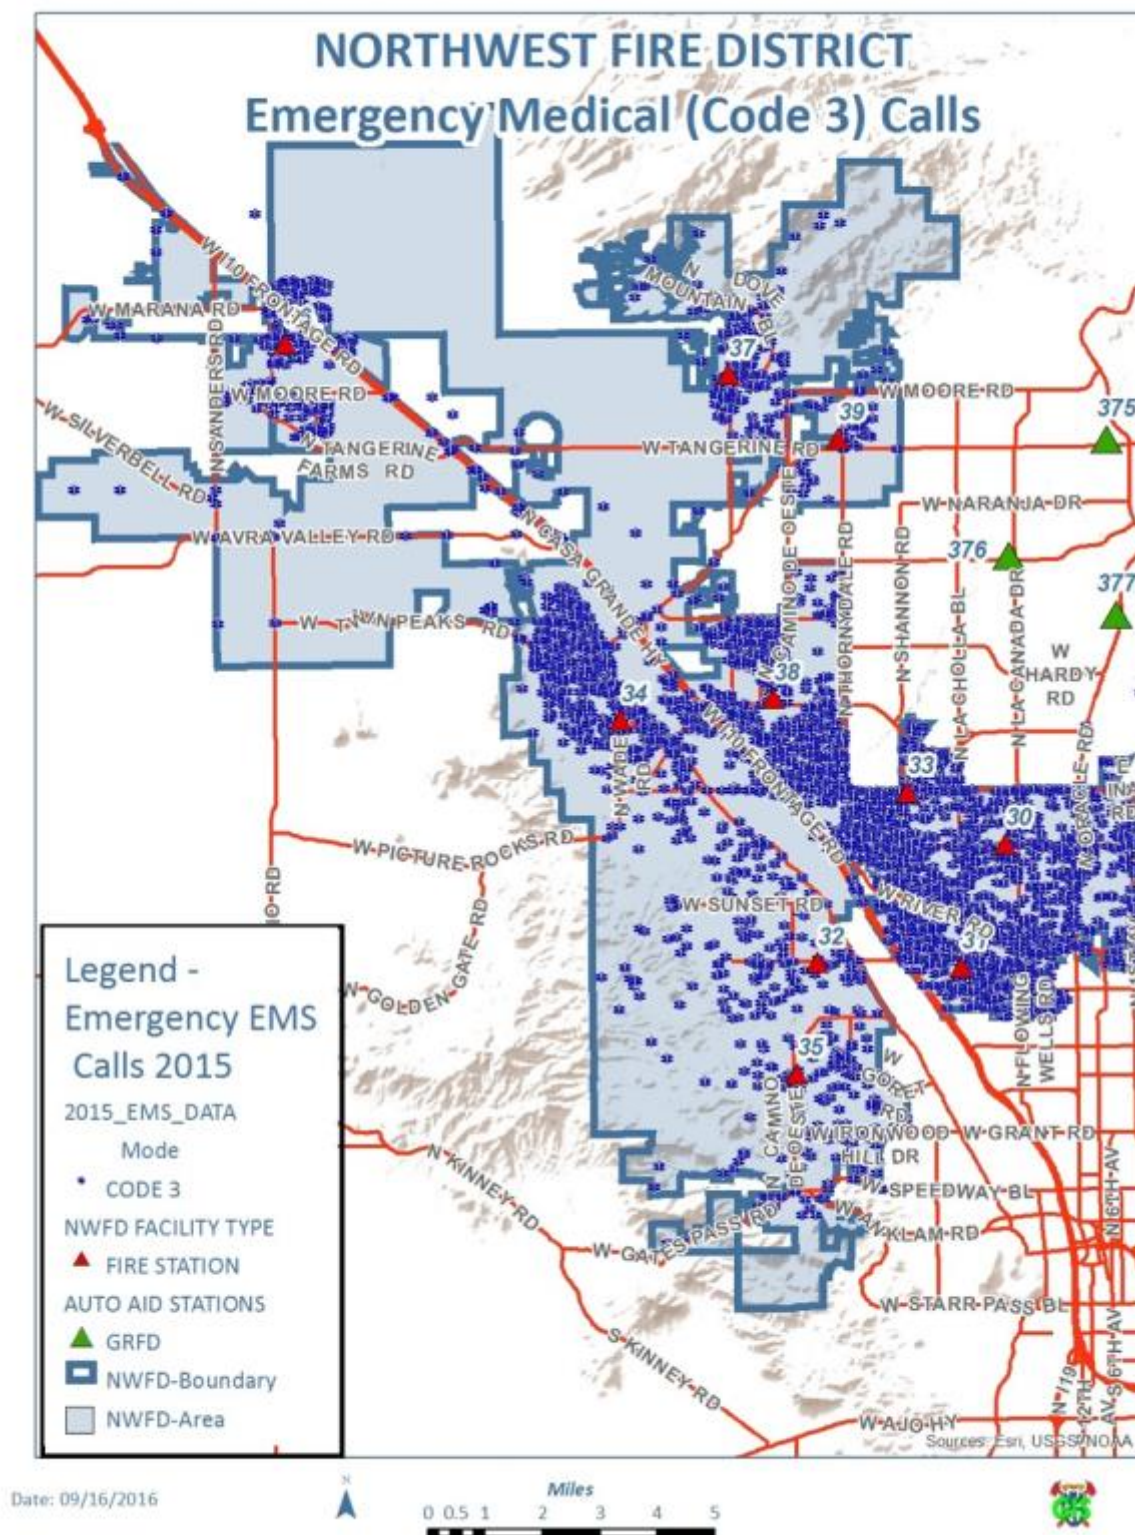 NORTHWEST FIRE DISTRICT
Emergency Medical (Code 3) Calls
W I10 FRONTAGE RD
W MARANA RD
N SANDERS RD
W MOORE RD
W SILVERBELL RD
N TANGERINE
FARMS RD
N
DOVE
MOUNTAIN BL
37
W MOORE RD
39
375
W TANGERINE RD
W NARANJA DR
W AVRA VALLEY RD
N CASA GRANDE HY
N CAMINO DE OESTE
N THORNYDALE RD
N SHANNON RD
376
N LA CHOLLA BL
N LA CANADA DR
377
PEAKS RD
W
HARDY
RD
38
34
N WADE
RD
W I10 FRONTAGE RD
33
30
N ORACLE RD
W PICTURE ROCKS RD
W SUNSET RD
W RIVER RD
32
31
N GOLDEN GATE RD
N FLOWING
WELLS RD
35
W
GORET
RD
N CAMINO
DE OESTE
W IRONWOOD
HILL DR
W GRANT RD
W SPEEDWAY BL
N KINNEY RD
W GATES PASS RD
W ANKLAM RD
N 6TH AV
W STARR PASS BL
S KINNEY RD
S 6TH AV
N I19
12TH
AV
W AJO HY
Sources: Esri, USGS, NOAA
Legend -
Emergency EMS
Calls 2015
2015_EMS_DATA
Mode
CODE 3
NWFD FACILITY TYPE
FIRE STATION
AUTO AID STATIONS
GRFD
NWFD-Boundary
NWFD-Area
Date: 09/16/2016
N
Miles
0 0.5 1 2 3 4 5